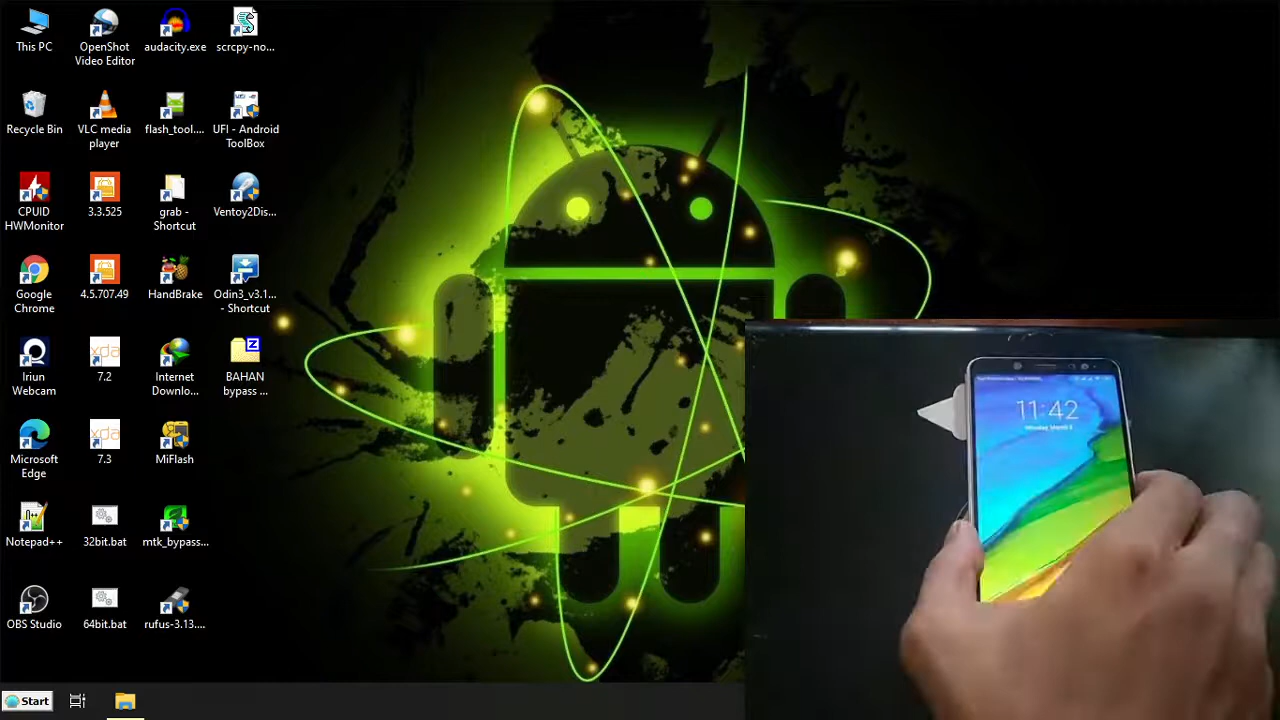 This PC
OpenShot
Video Editor
audacity.exe
scrcpy-no...
Recycle Bin
VLC media
player
flash_tool....
UFI - Android
ToolBox
CPUID
HWMonitor
3.3.525
grab -
Shortcut
Ventoy2Dis...
Google
Chrome
4.5.707.49
HandBrake
Odin3_v3.1...
- Shortcut
Iriun
Webcam
xda
7.2
Internet
Downlo...
Z
BAHAN
bypass ...
Microsoft
Edge
xda
7.3
MiFlash
Notepad++
32bit.bat
mtk_bypass...
OBS Studio
64bit.bat
rufus-3.13....
Start
11:42